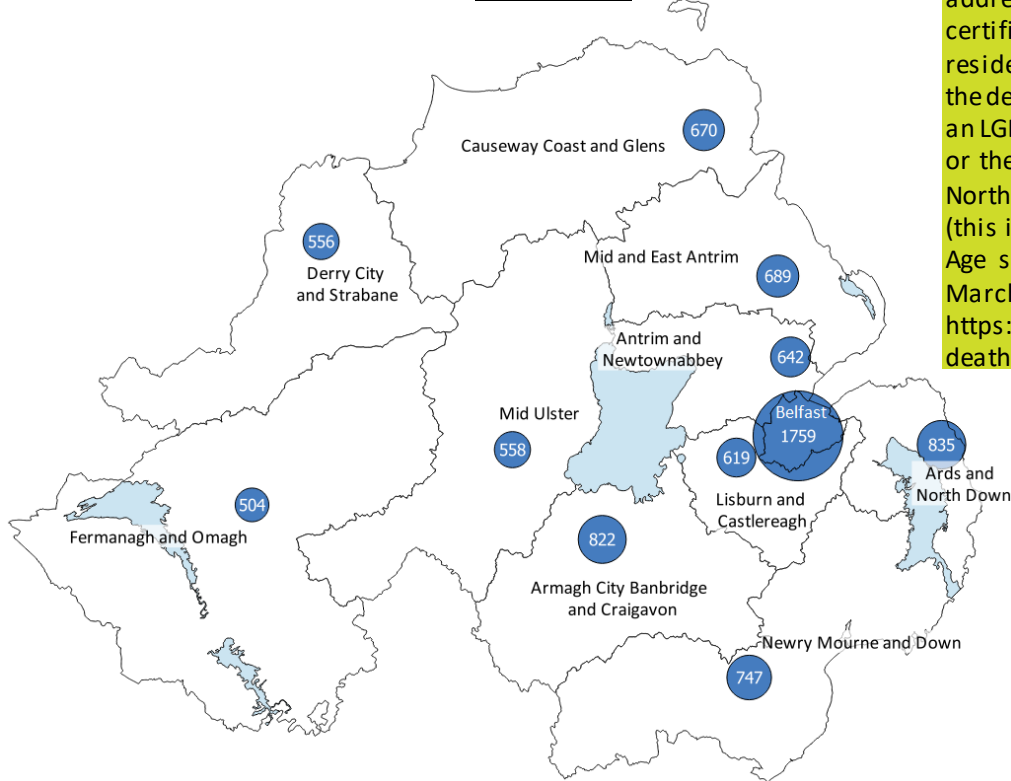 certifi
reside
the de
an LGI
or the
North
(this i
Age s
March
https:
death
670
Causeway Coast and Glens
556
Derry City
and Strabane
Mid and East Antrim
689
Antrim and
Newtownabbey
642
Mid Ulster
558
Belfast
1759
619
Lisburn and
Castlereagh
835
Ards and
North Down
504
Fermanagh and Omagh
822
Armagh City Banbridge
and Craigavon
Newry Mourne and Down
747